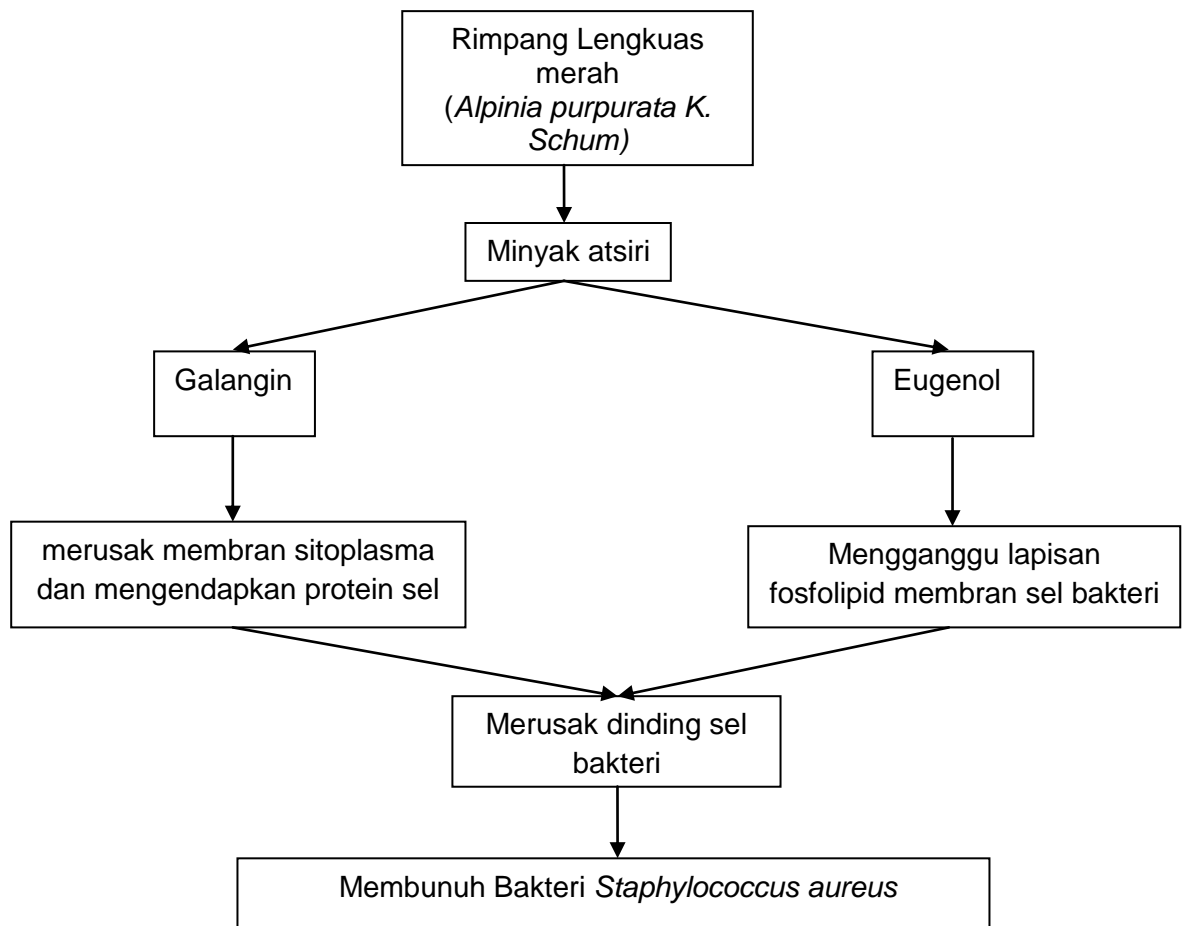 Rimpang Lengkuas
merah
(Alpinia purpurata K.
Schum)
Minyak atsiri
Galangin
Eugenol
merusak membran sitoplasma
dan mengendapkan protein sel
Mengganggu lapisan
fosfolipid membran sel bakteri
Merusak dinding sel
bakteri
Membunuh Bakteri Staphylococcus aureus